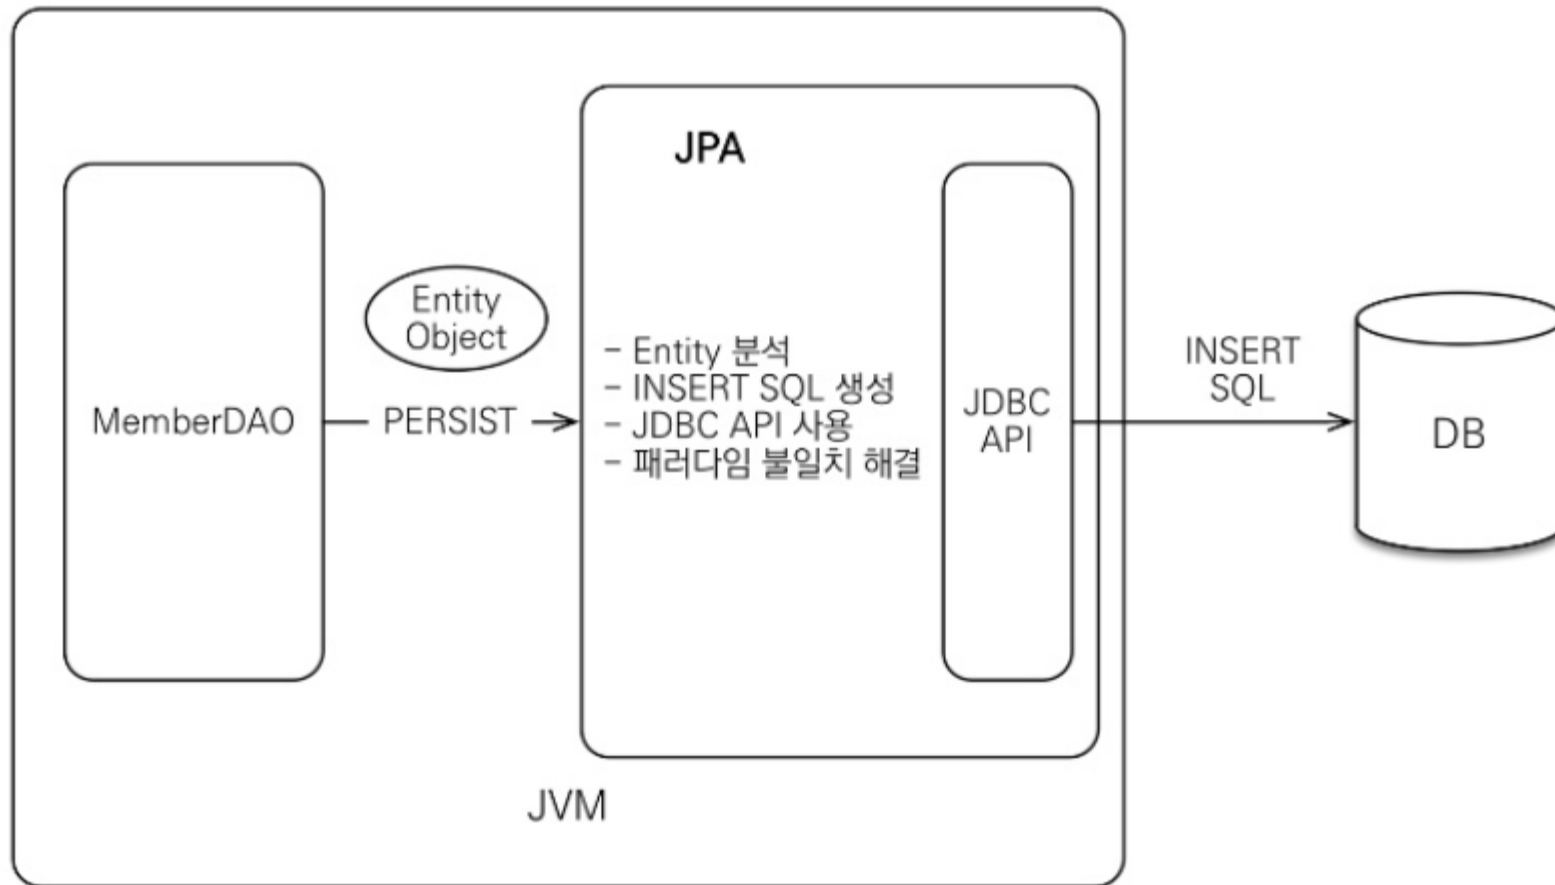 JPA
Entity
Object
MemberDAO
PERSIST
- Entity 분석
- INSERT SQL 생성
- JDBC API 사용
- 패러다임 불일치 해결
JDBC
API
INSERT
SQL
DB
JVM